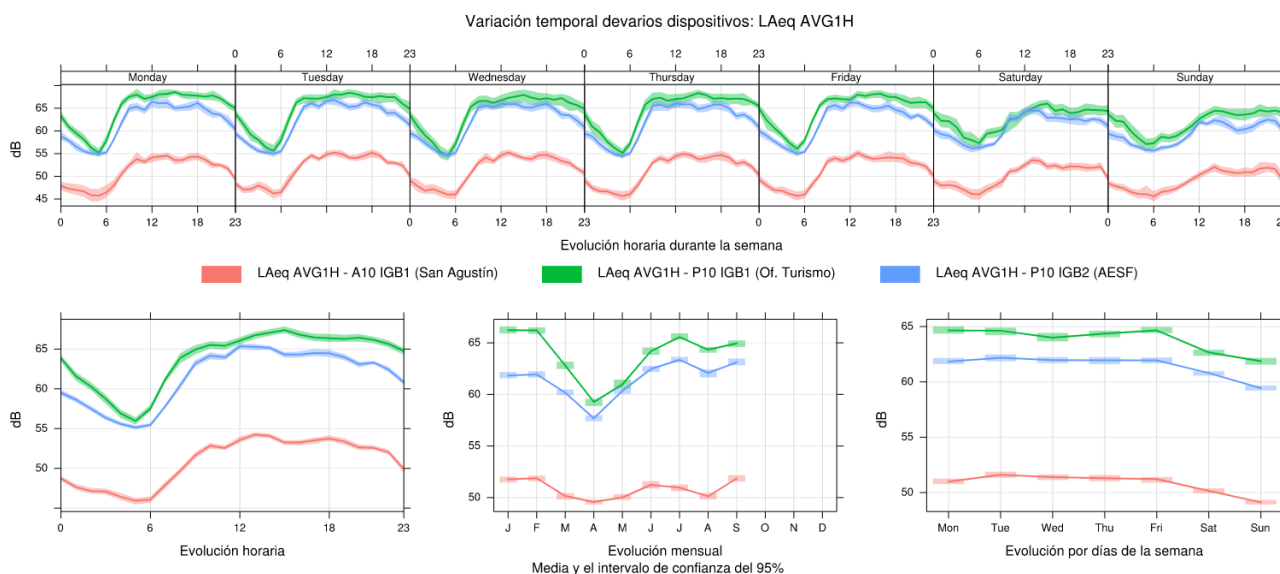 Variación temporal devarios dispositivos: LAeq AVG1H
0 6 12 18 23 0 6 12 18 23 0 6 12 18 23
Monday Tuesday Wednesday Thursday Friday Saturday Sunday
dB
65
60
55
50
45
0 6 12 18 23 0 6 12 18 23 0 6 12 18 23 0 6 12 18 23
Evolución horaria durante la semana
LAeq AVG1H - A10 IGB1 (San Agustín) LAeq AVG1H - P10 IGB1 (Of. Turismo) LAeq AVG1H - P10 IGB2 (AESF)
dB
65
60
55
50
0 6 12 18 23
Evolución horaria
dB
65
60
55
50
J F M A M J J A S O N D
Evolución mensual
Media y el intervalo de confianza del 95%
dB
65
60
55
50
Mon Tue Wed Thu Fri Sat Sun
Evolución por días de la semana